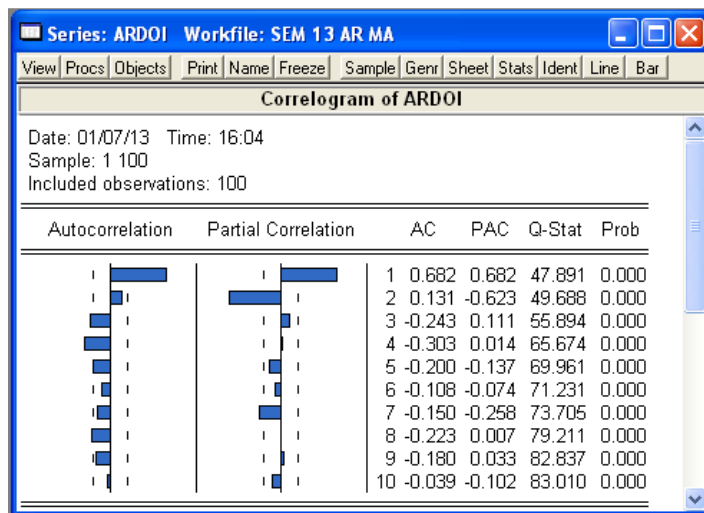 Series: ARDOI Workfile: SEM 13 AR MA
View Procs Objects Print Name Freeze Sample Genr Sheet Stats Ident Line Bar
Correlogram of ARDOI
Date: 01/07/13 Time: 16:04
Sample: 1 100
Included observations: 100
Autocorrelation Partial Correlation AC PAC Q-Stat Prob
1 0.682 0.682 47.891 0.000
2 0.131 -0.623 49.688 0.000
3 -0.243 0.111 55.894 0.000
4 -0.303 0.014 65.674 0.000
5 -0.200 -0.137 69.961 0.000
6 -0.108 -0.074 71.231 0.000
7 -0.150 -0.258 73.705 0.000
8 -0.223 0.007 79.211 0.000
9 -0.180 0.033 82.837 0.000
10 -0.039 -0.102 83.010 0.000